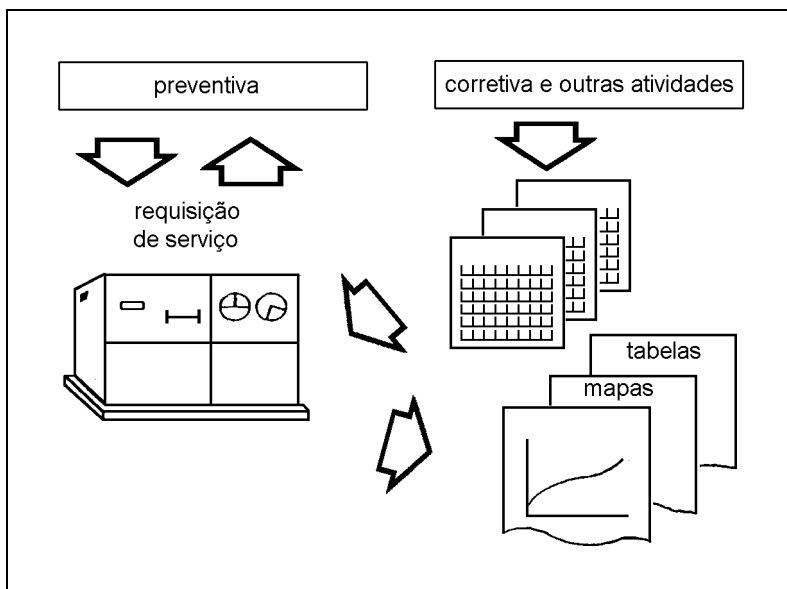 preventiva
corretiva e outras atividades
requisição
de serviço
tabelas
mapas